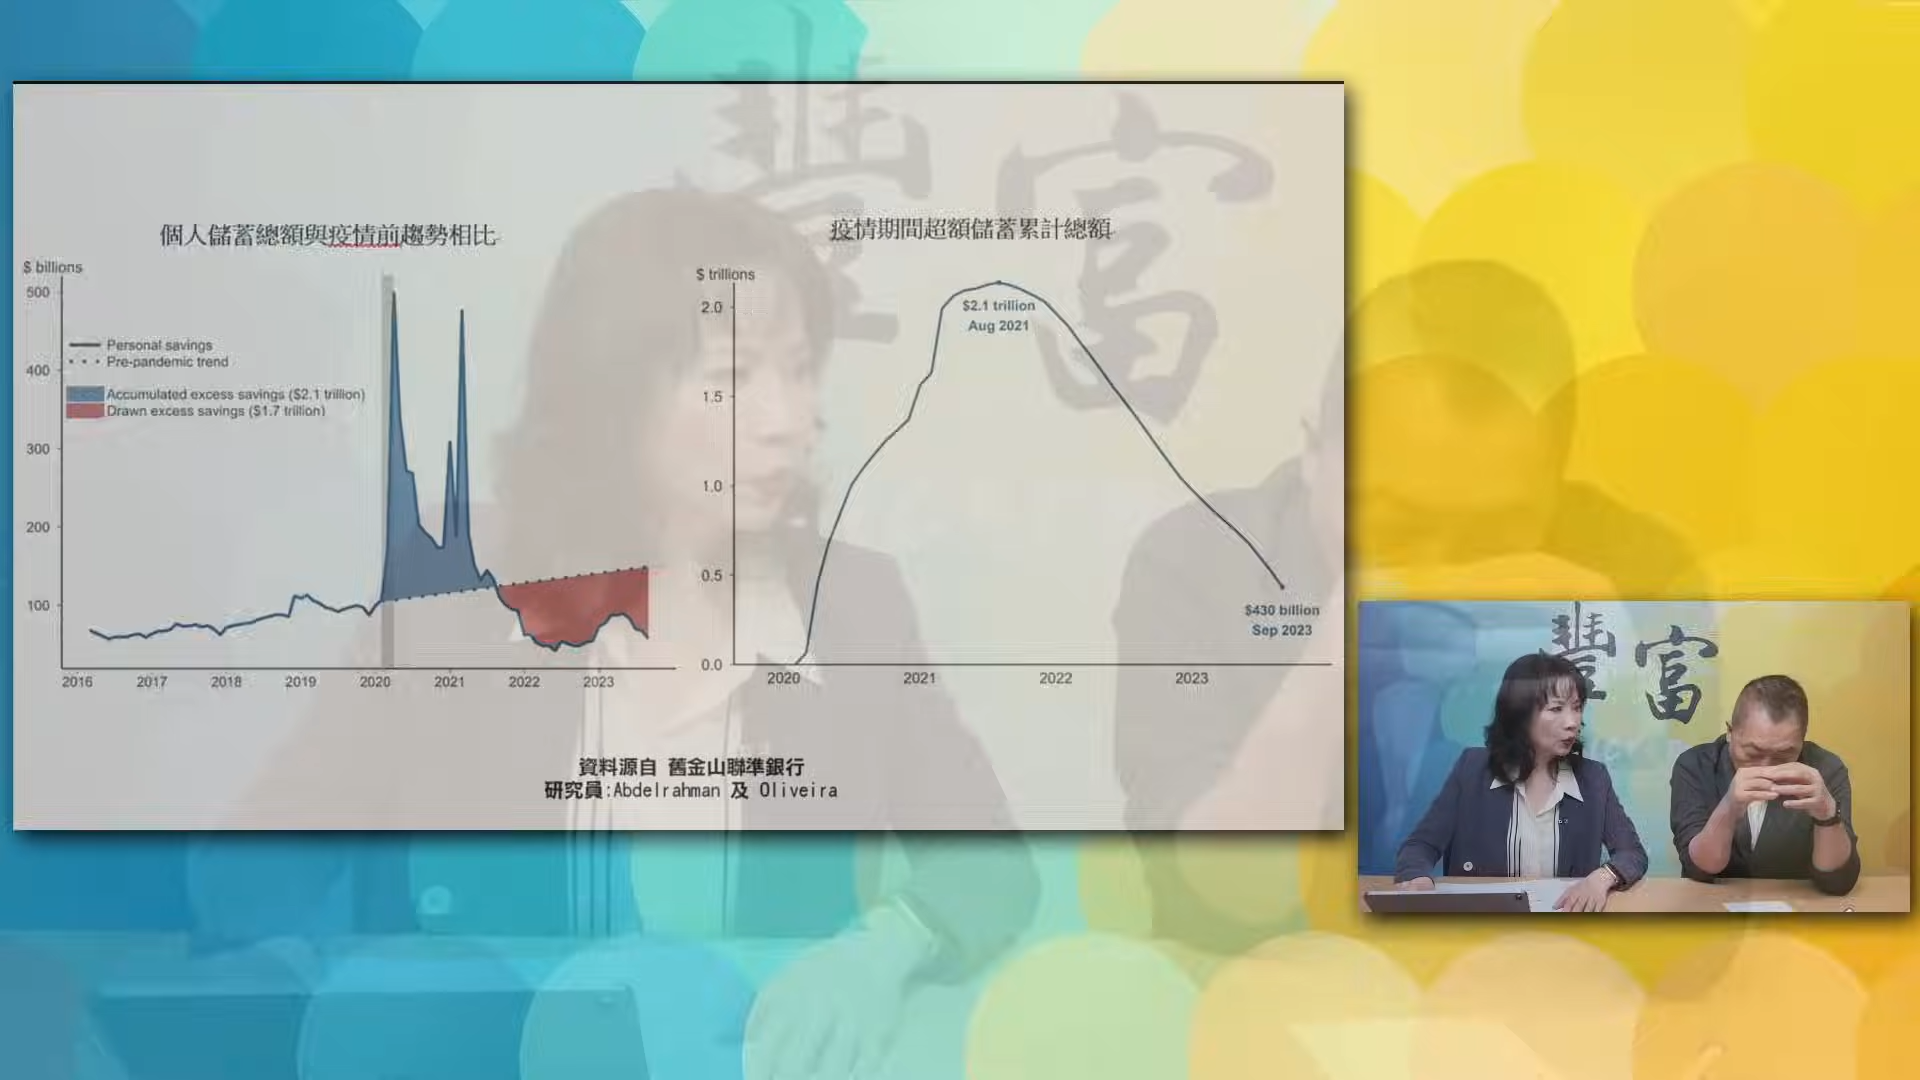 豐富
個人儲蓄總額與疫情前趨勢相比
$ billions
500
400
300
200
100
Personal savings
Pre-pandemic trend
Accumulated excess savings ($2.1 trillion)
Drawn excess savings ($1.7 trillion)
2016 2017 2018 2019 2020 2021 2022 2023
疫情期間超額儲蓄累計總額
$ trillions
2.0
1.5
1.0
0.5
0.0
$2.1 trillion
Aug 2021
$430 billion
Sep 2023
2020 2021 2022 2023
資料源自 舊金山聯準銀行
研究員:Abdelrahman 及 Oliveira
豐富